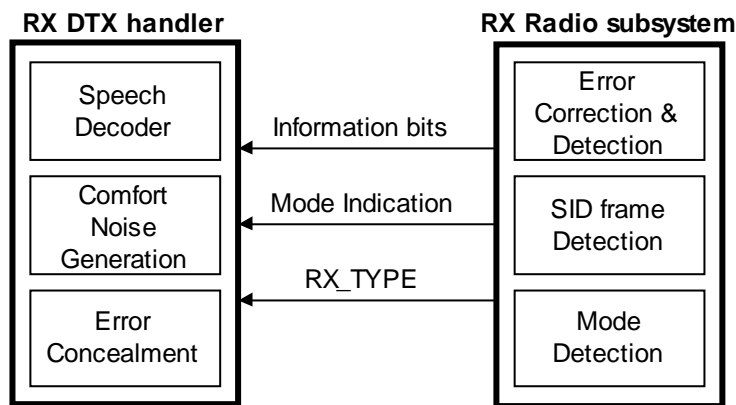 RX DTX handler
RX Radio subsystem
Speech
Decoder
Comfort
Noise
Generation
Error
Concealment
Information bits
Mode Indication
RX_TYPE
Error
Correction &
Detection
SID frame
Detection
Mode
Detection